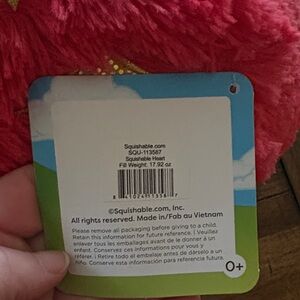 Squishable.com
SQU-113587
Squishable Heart
Fill Weight: 17.92 oz
©Squishable.com, Inc.
All rights reserved. Made in/Fab au Vietnam
Please remove all packaging before giving to a child.
Retain this information for future reference. | Veuillez
enlever tous les emballages avant de le donner à un
enfant. Conservez ces informations pour vous y
référer. | Retire todo el embalaje antes de dárselo a un
niño. Conserve esta información para referencia futura.
0+